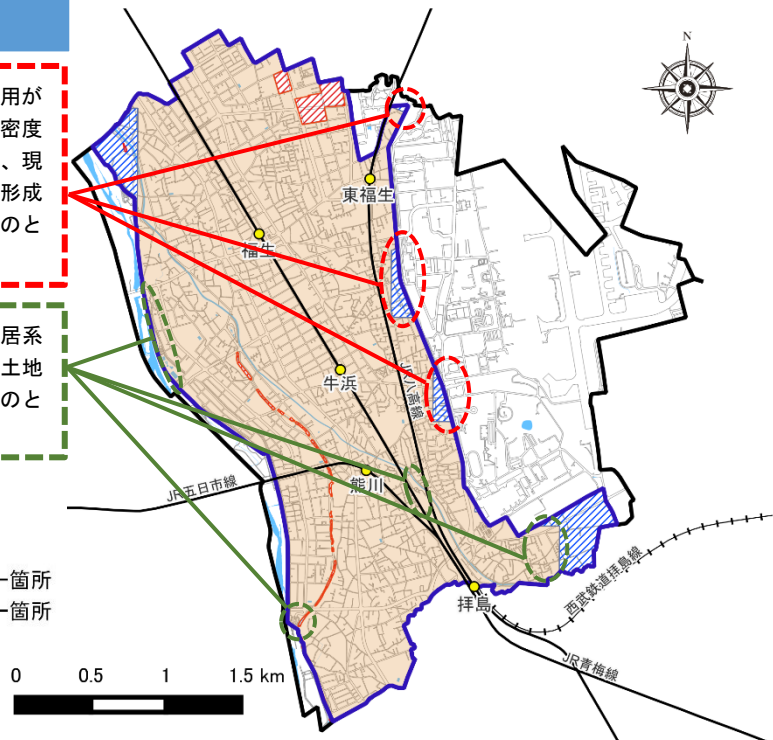 用が
密度
、現
形成
のと
居系
土地
のと
N
東福生
福生
牛浜
JR八高線
熊川
JR五日市線
拝島
西武鉄道拝島線
JR青梅線
箇所
箇所
0 0.5 1 1.5 km